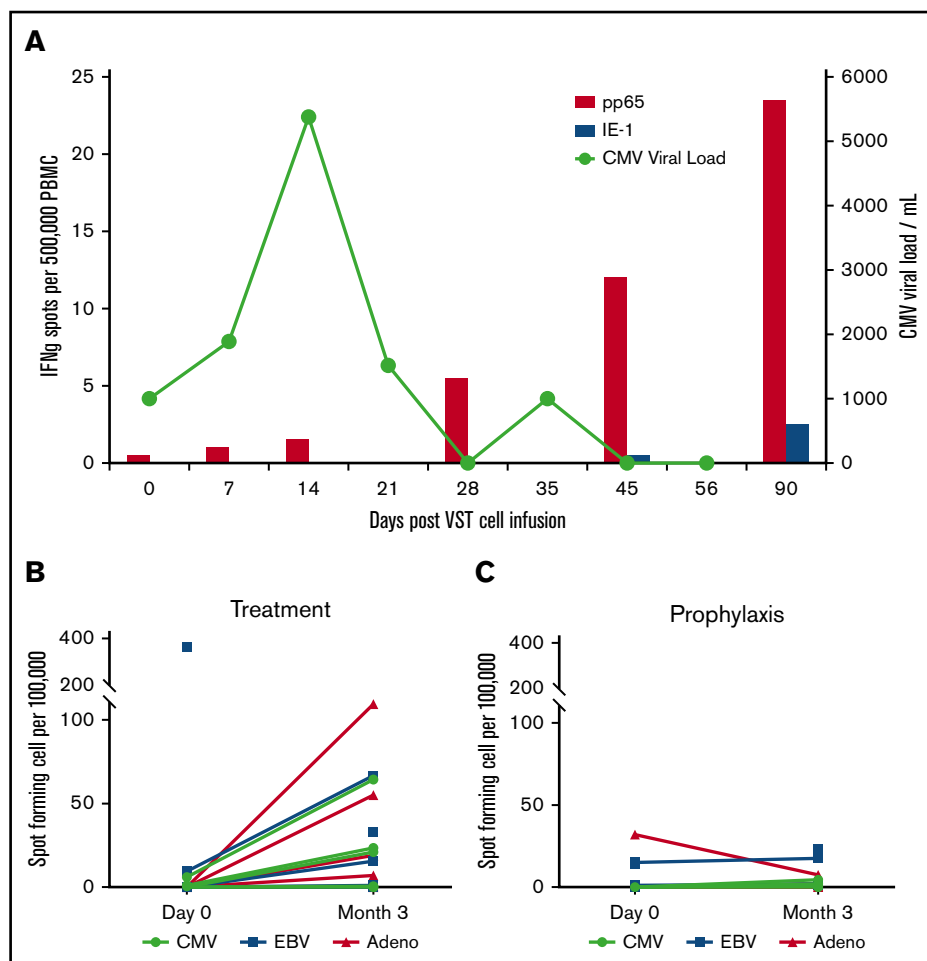 A
IFNg spots per 500,000 PBMC
25
20
15
10
5
0
pp65
IE-1
CMV Viral Load
6000
5000
4000
3000
2000
1000
0
CMV viral load / mL
0 7 14 21 28 35 45 56 90
Days post VST cell infusion
B
Treatment
Spot forming cell per 100,000
400
200
100
50
0
Day 0 Month 3
CMV EBV Adeno
C
Prophylaxis
Spot forming cell per 100,000
400
200
100
50
0
Day 0 Month 3
CMV EBV Adeno